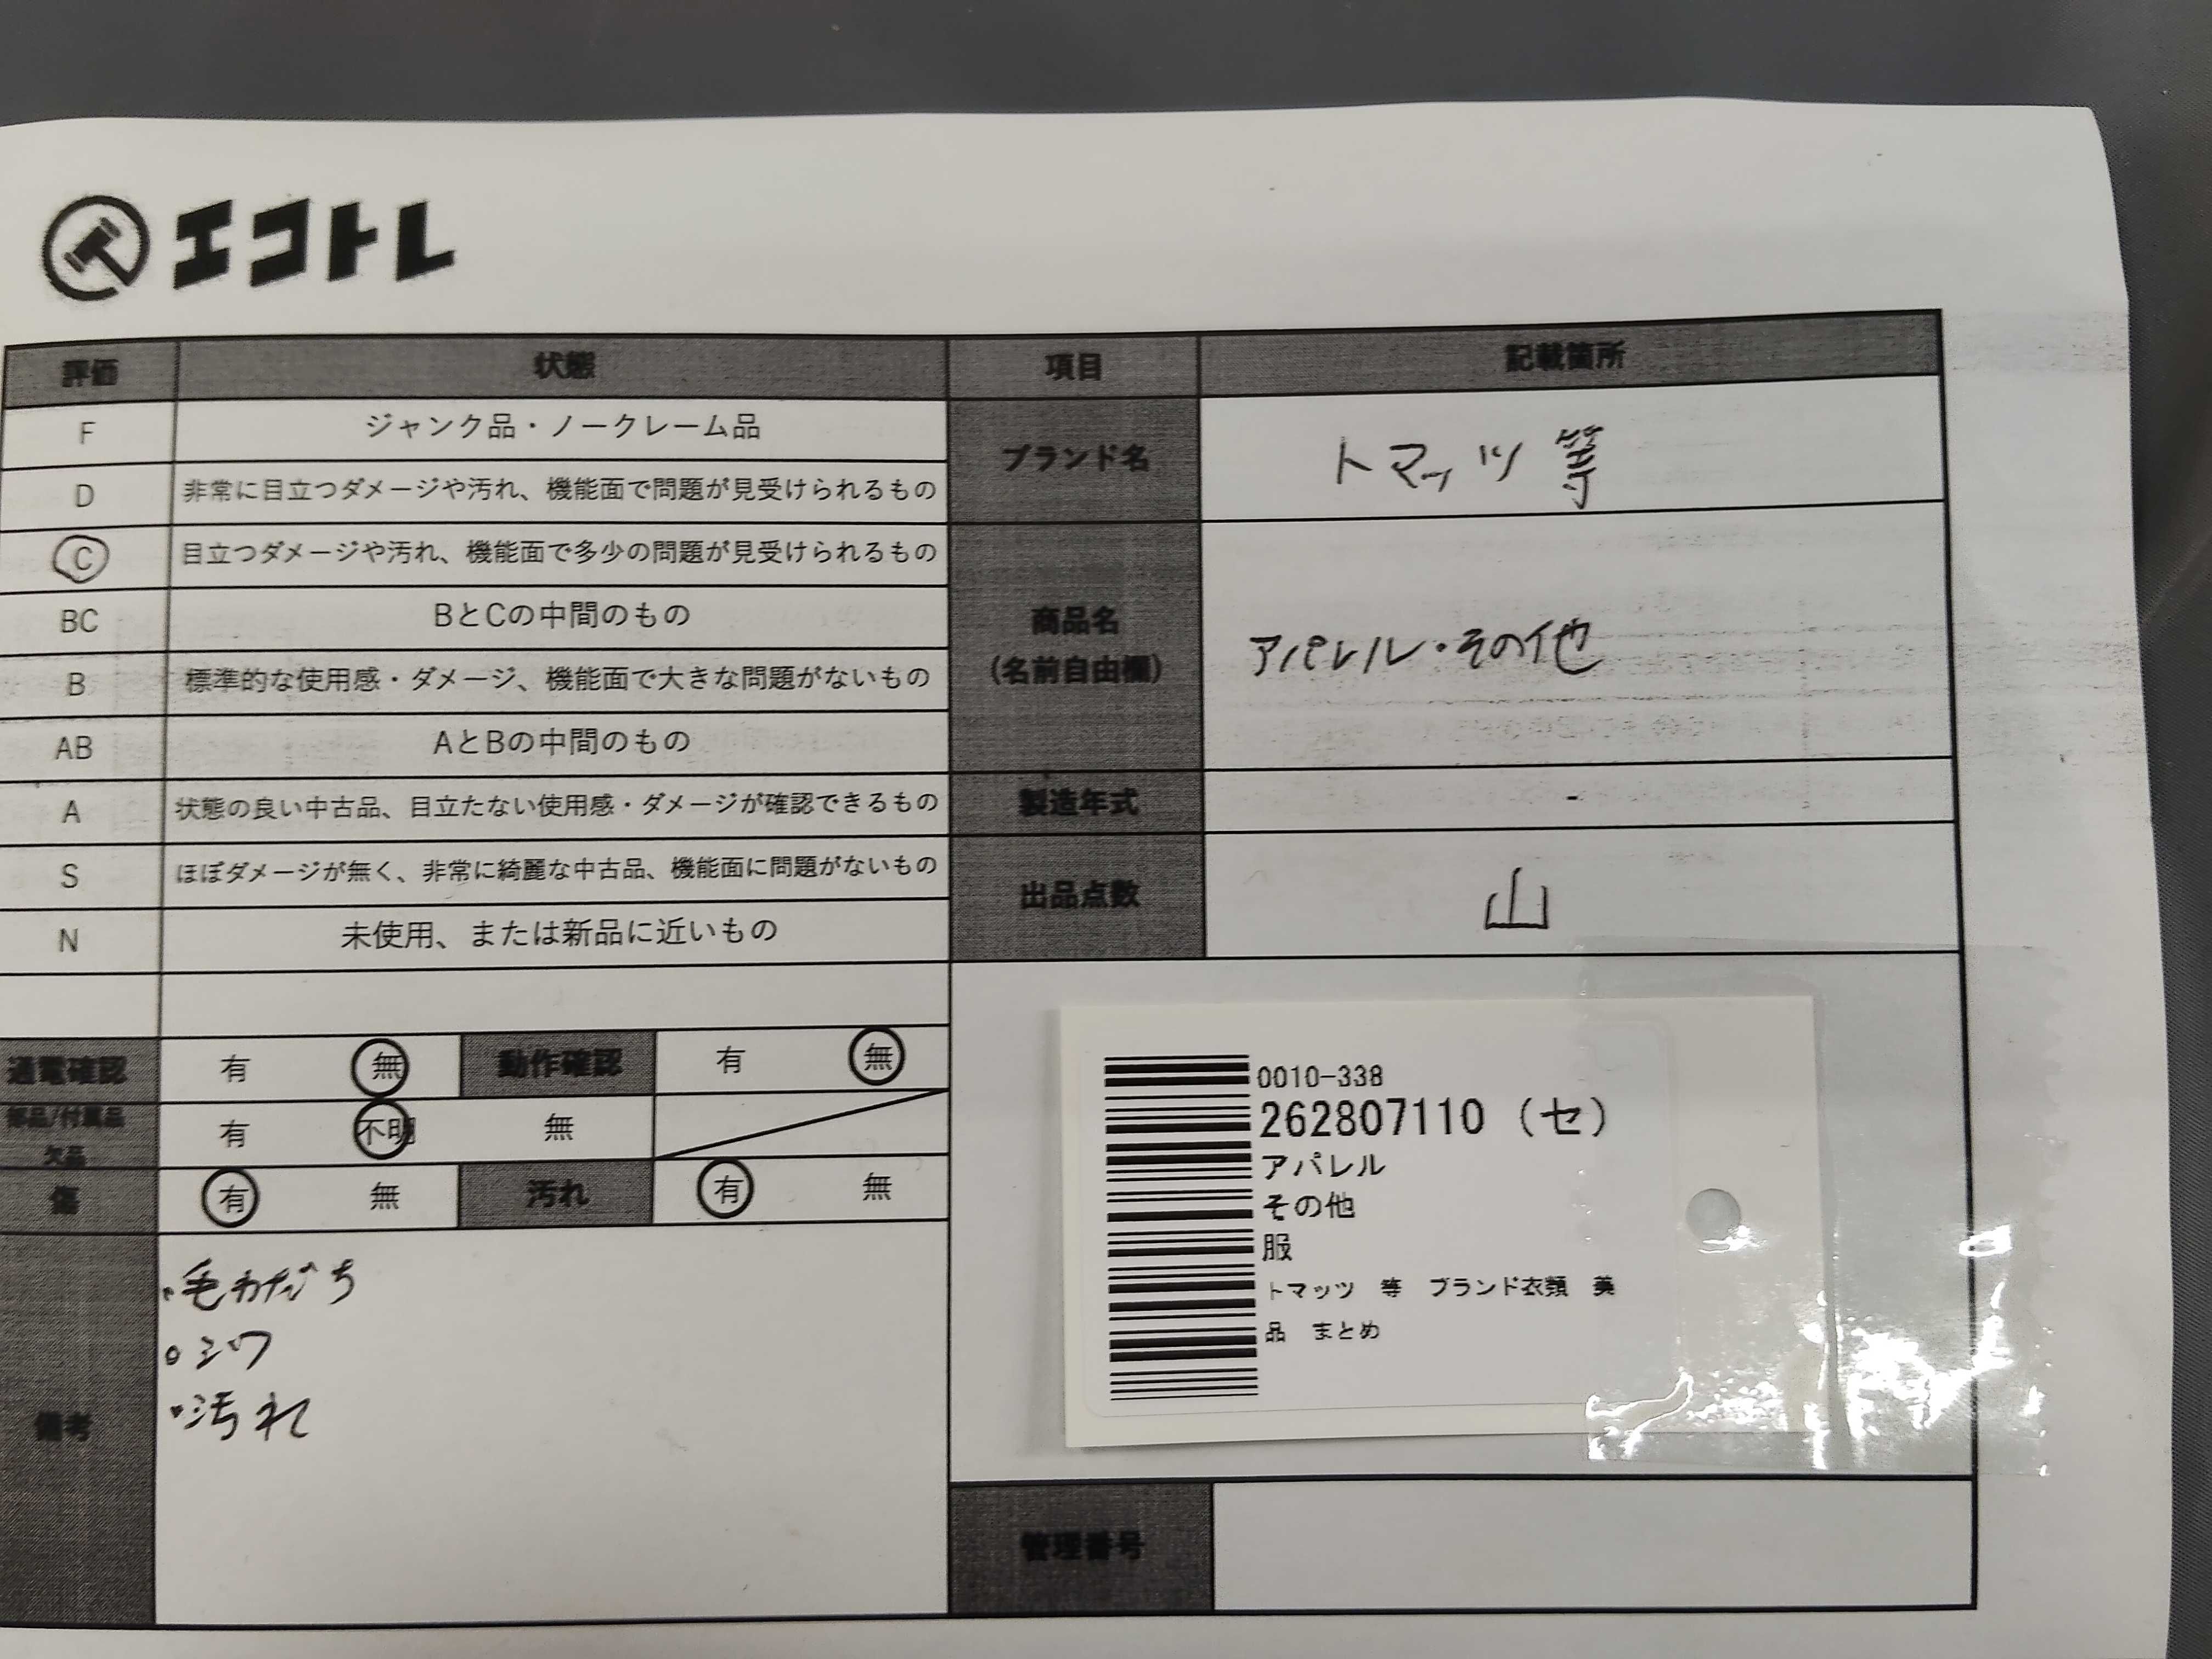 エコトレ
評価 状態 項目 記載箇所
F ジャンク品・ノークレーム品
D 非常に目立つダメージや汚れ、機能面で問題が見受けられるもの
C 目立つダメージや汚れ、機能面で多少の問題が見受けられるもの
BC BとCの中間のもの
B 標準的な使用感・ダメージ、機能面で大きな問題がないもの
AB AとBの中間のもの
A 状態の良い中古品、目立たない使用感・ダメージが確認できるもの
S ほぼダメージが無く、非常に綺麗な中古品、機能面に問題がないもの
N 未使用、または新品に近いもの
ブランド名 トマッツ 等
商品名
(名前自由欄) アパレル・その他
製造年式 -
出品点数 山
通電確認 有 無 動作確認 有 無
部品/付属品
欠品 有 不明 無
傷 有 無 汚れ 有 無
備考
・毛わだち
・シワ
・汚れ
0010-338
262807110 (セ)
アパレル
その他
服
トマッツ 等 ブランド衣類 美
品 まとめ
管理番号